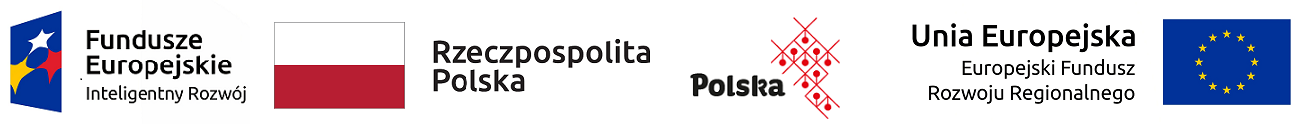 Fundusze
Europejskie
Inteligentny Rozwój
Rzeczpospolita
Polska
Polska
Unia Europejska
Europejski Fundusz
Rozwoju Regionalnego